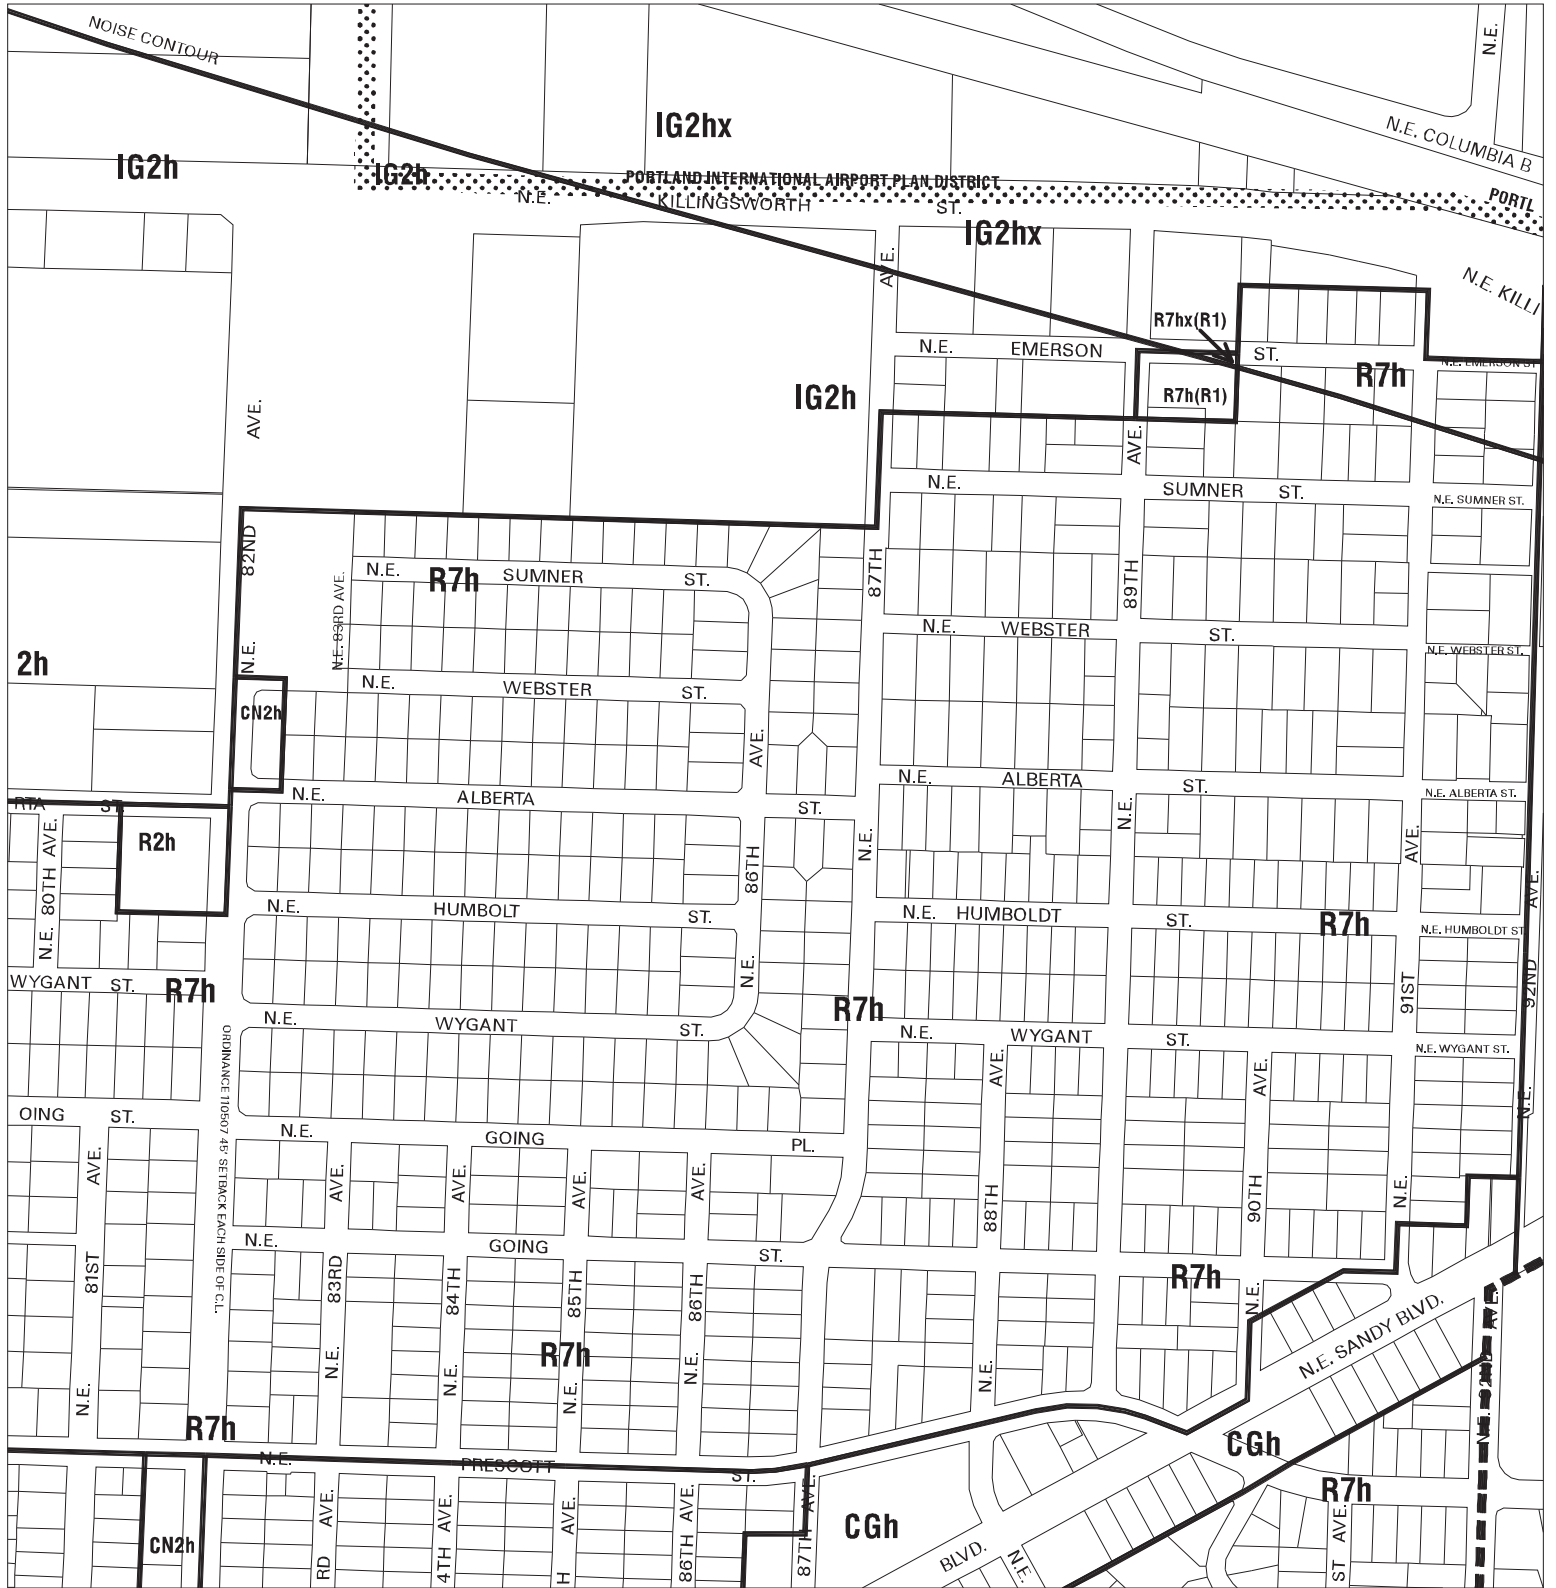 NOISE CONTOUR
N.E.
N.E. COLUMBIA B
IG2hx
IG2h
IG2h
PORTLAND INTERNATIONAL AIRPORT PLAN DISTRICT
PORTL
N.E. KILLINGSWORTH ST.
IG2hx
N.E. KILLI
AVE.
R7hx(R1)
N.E. EMERSON ST.
N.E. EMERSON ST
R7h
IG2h
R7h(R1)
AVE.
AVE.
N.E. SUMNER ST.
N.E. SUMNER ST.
82ND
N.E. SUMNER ST.
R7h
N.E. 83RD AVE.
87TH
89TH
N.E. WEBSTER ST.
N.E. WEBSTER ST.
2h
N.E.
N.E. WEBSTER ST.
CN2h
AVE.
N.E. ALBERTA ST.
N.E. ALBERTA ST.
N.E. ALBERTA ST.
RTA ST.
R2h
N.E. 80TH AVE.
N.E.
N.E.
AVE.
86TH
AVE.
N.E. HUMBOLT ST.
N.E. HUMBOLDT ST.
R7h
N.E. HUMBOLDT ST
WYGANT ST.
R7h
N.E.
R7h
91ST
92ND
N.E. WYGANT ST.
N.E. WYGANT ST.
N.E. WYGANT ST.
ORDINANCE 110507 45' SETBACK EACH SIDE OF C.L.
AVE.
AVE.
N.E.
OING ST.
N.E. GOING PL.
AVE.
AVE.
AVE.
AVE.
AVE.
88TH
90TH
N.E.
N.E. GOING ST.
81ST
83RD
84TH
85TH
86TH
R7h
N.E.
AVE.
N.E. SANDY BLVD.
R7h
N.E.
N.E.
N.E.
N.E.
N.E.
N.E.
N.E. 92ND
R7h
CGh
N.E. PRESCOTT ST.
R7h
CGh
CN2h
RD AVE.
4TH AVE.
H AVE.
86TH AVE.
87TH AVE.
BLVD.
N.E.
ST AVE.